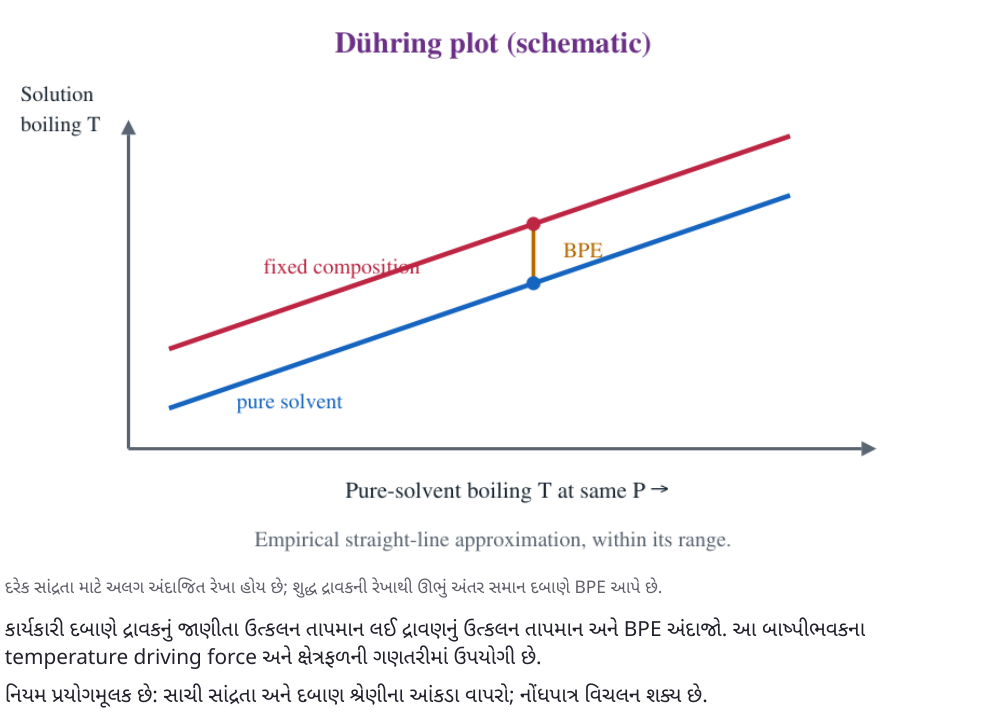 Dühring plot (schematic)
Solution
boiling T
BPE
fixed composition
pure solvent
Pure-solvent boiling T at same P →
Empirical straight-line approximation, within its range.
દરેક સાંદ્રતા માટે અલગ અંદાજિત રેખા હોય છે; શુદ્ધ દ્રાવકની રેખાથી ઊભું અંતર સમાન દબાણે BPE આપે છે.
કાર્યકારી દબાણે દ્રાવકનું જાણીતા ઉત્કલન તાપમાન લઈ દ્રાવણનું ઉત્કલન તાપમાન અને BPE અંદાજો. આ બાષ્પીભવકના
temperature driving force અને ક્ષેત્રફળની ગણતરીમાં ઉપયોગી છે.
નિયમ પ્રયોગમૂલક છે: સાચી સાંદ્રતા અને દબાણ શ્રેણીના આંકડા વાપરો; નોંધપાત્ર વિચલન શક્ય છે.